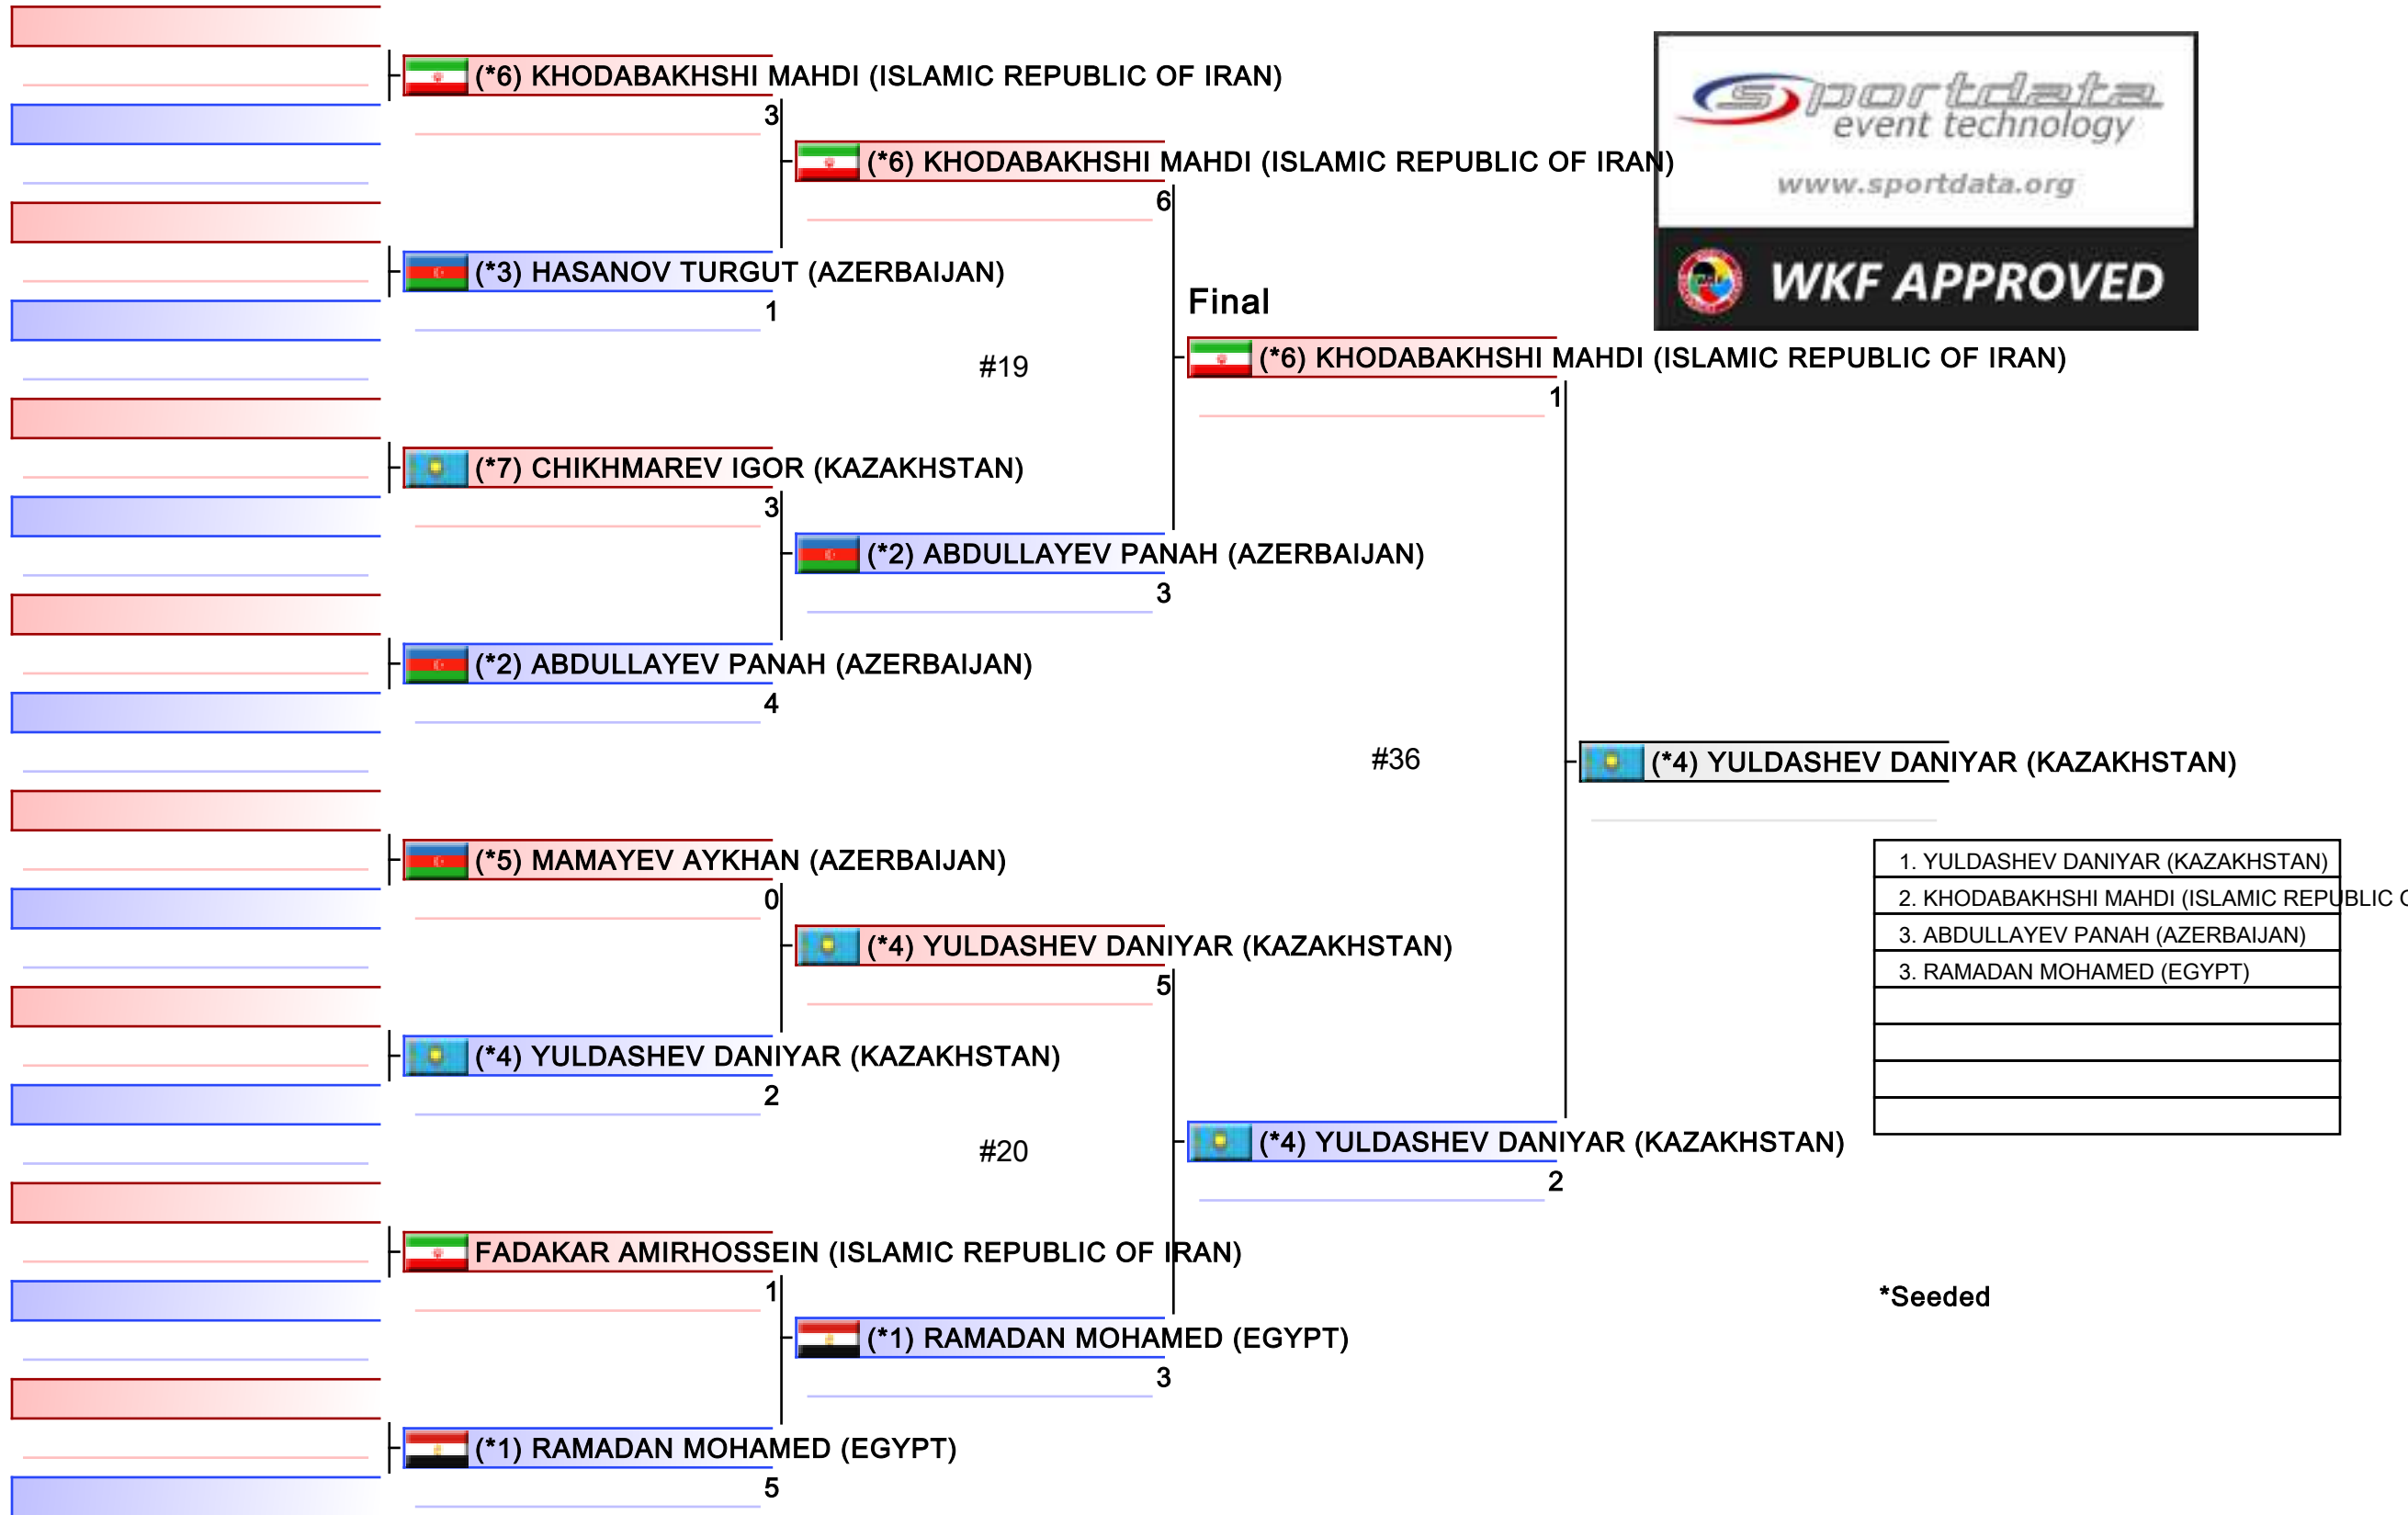 (*6) KHODABAKHSHI MAHDI (ISLAMIC REPUBLIC OF IRAN)
3
(*6) KHODABAKHSHI MAHDI (ISLAMIC REPUBLIC OF IRAN)
6
(*3) HASANOV TURGUT (AZERBAIJAN)
1
sportdata
event technology
www.sportdata.org
WKF APPROVED
Final
#19
(*6) KHODABAKHSHI MAHDI (ISLAMIC REPUBLIC OF IRAN)
1
(*7) CHIKHMAREV IGOR (KAZAKHSTAN)
3
(*2) ABDULLAYEV PANAH (AZERBAIJAN)
3
(*2) ABDULLAYEV PANAH (AZERBAIJAN)
4
#36
(*4) YULDASHEV DANIYAR (KAZAKHSTAN)
(*5) MAMAYEV AYKHAN (AZERBAIJAN)
0
(*4) YULDASHEV DANIYAR (KAZAKHSTAN)
5
1. YULDASHEV DANIYAR (KAZAKHSTAN)
2. KHODABAKHSHI MAHDI (ISLAMIC REPUBLIC
3. ABDULLAYEV PANAH (AZERBAIJAN)
3. RAMADAN MOHAMED (EGYPT)
(*4) YULDASHEV DANIYAR (KAZAKHSTAN)
2
#20
(*4) YULDASHEV DANIYAR (KAZAKHSTAN)
2
FADAKAR AMIRHOSSEIN (ISLAMIC REPUBLIC OF IRAN)
1
(*1) RAMADAN MOHAMED (EGYPT)
3
*Seeded
(*1) RAMADAN MOHAMED (EGYPT)
5